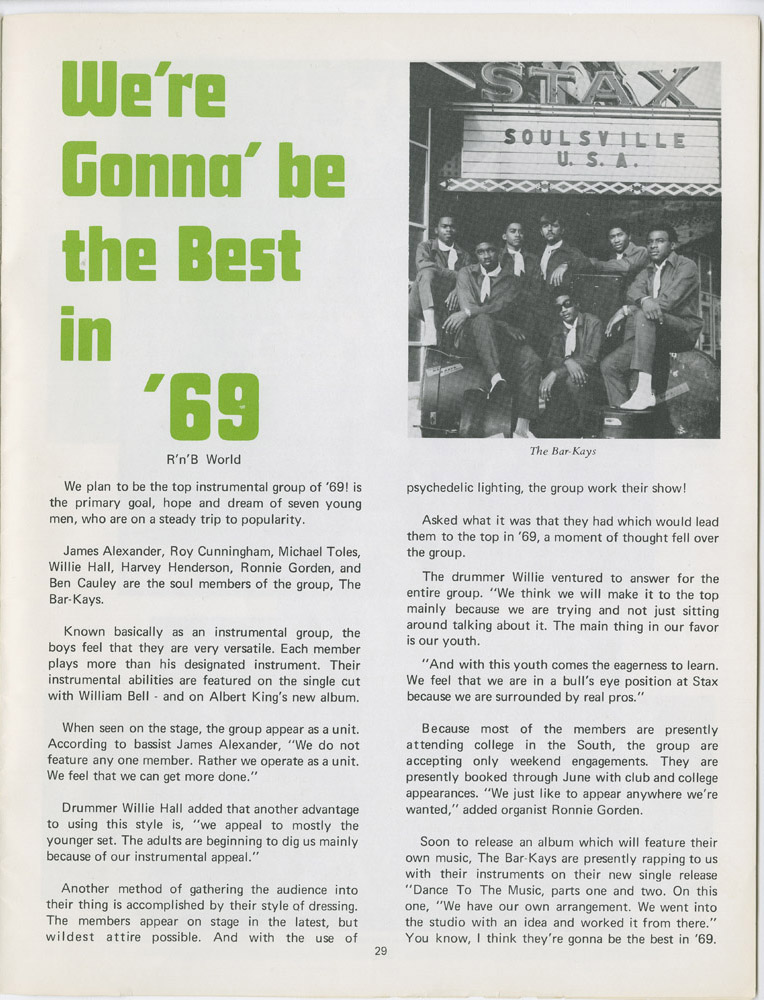 We're
Gonna' be
the Best
in
'69
R'n'B World
We plan to be the top instrumental group of '69! is
the primary goal, hope and dream of seven young
men, who are on a steady trip to popularity.
James Alexander, Roy Cunningham, Michael Toles,
Willie Hall, Harvey Henderson, Ronnie Gorden, and
Ben Cauley are the soul members of the group, The
Bar-Kays.
Known basically as an instrumental group, the
boys feel that they are very versatile. Each member
plays more than his designated instrument. Their
instrumental abilities are featured on the single cut
with William Bell - and on Albert King's new album.
When seen on the stage, the group appear as a unit.
According to bassist James Alexander, "We do not
feature any one member. Rather we operate as a unit.
We feel that we can get more done."
Drummer Willie Hall added that another advantage
to using this style is, "we appeal to mostly the
younger set. The adults are beginning to dig us mainly
because of our instrumental appeal."
Another method of gathering the audience into
their thing is accomplished by their style of dressing.
The members appear on stage in the latest, but
wildest attire possible. And with the use of
STAX
SOULSVILLE
U. S. A.
The Bar-Kays
psychedelic lighting, the group work their show!
Asked what it was that they had which would lead
them to the top in '69, a moment of thought fell over
the group.
The drummer Willie ventured to answer for the
entire group. "We think we will make it to the top
mainly because we are trying and not just sitting
around talking about it. The main thing in our favor
is our youth.
"And with this youth comes the eagerness to learn.
We feel that we are in a bull's eye position at Stax
because we are surrounded by real pros."
Because most of the members are presently
attending college in the South, the group are
accepting only weekend engagements. They are
presently booked through June with club and college
appearances. "We just like to appear anywhere we're
wanted," added organist Ronnie Gorden.
Soon to release an album which will feature their
own music, The Bar-Kays are presently rapping to us
with their instruments on their new single release
"Dance To The Music, parts one and two. On this
one, "We have our own arrangement. We went into
the studio with an idea and worked it from there."
You know, I think they're gonna be the best in '69.
29